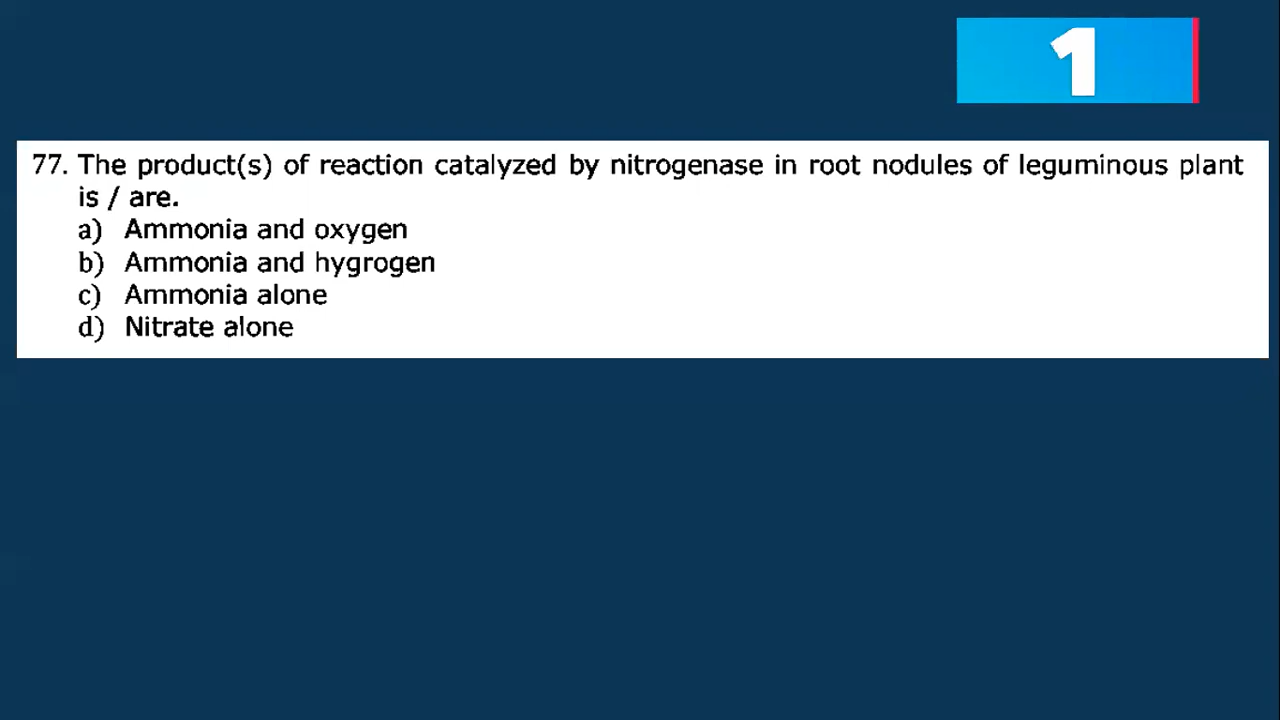 1
77. The product(s) of reaction catalyzed by nitrogenase in root nodules of leguminous plant
is / are.
a) Ammonia and oxygen
b) Ammonia and hygrogen
c) Ammonia alone
d) Nitrate alone